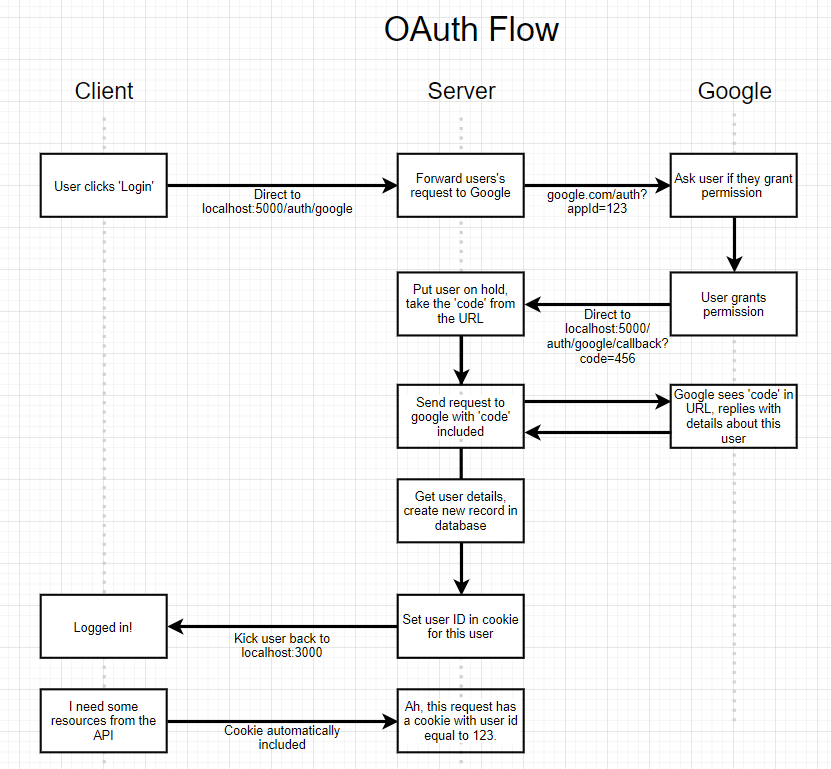 OAuth Flow
Client
Server
Google
User clicks 'Login'
Direct to
localhost:5000/auth/google
Forward users's
request to Google
google.com/auth?
appId=123
Ask user if they grant
permission
User grants
permission
Direct to
localhost:5000/
auth/google/callback?
code=456
Put user on hold,
take the 'code' from
the URL
Send request to
google with 'code'
included
Google sees 'code' in
URL, replies with
details about this
user
Get user details,
create new record in
database
Set user ID in cookie
for this user
Kick user back to
localhost:3000
Logged in!
I need some
resources from the
API
Cookie automatically
included
Ah, this request has
a cookie with user id
equal to 123.